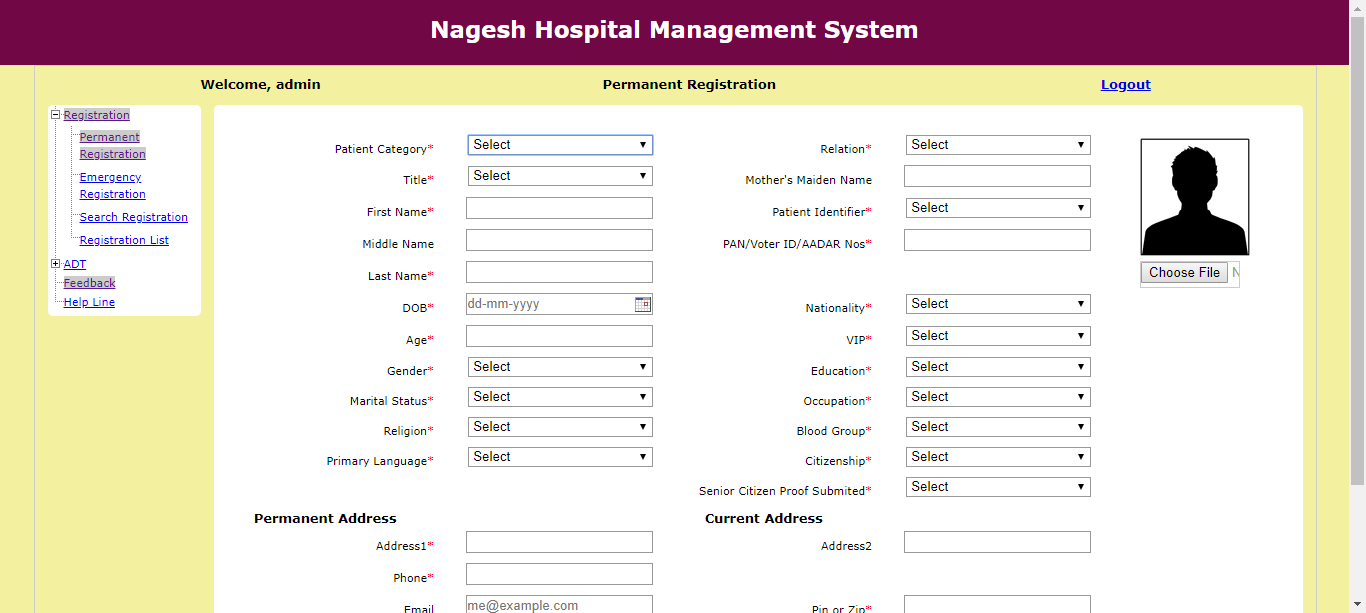 Nagesh Hospital Management System
Welcome, admin Permanent Registration Logout
Registration
Permanent
Registration
Emergency
Registration
Search Registration
Registration List
ADT
Feedback
Help Line
Patient Category* Select Relation* Select
Title* Select Mother's Maiden Name
First Name* Patient Identifier* Select
Middle Name PAN/Voter ID/AADAR Nos*
Last Name* Choose File N
DOB* dd-mm-yyyy Nationality* Select
Age* VIP* Select
Gender* Select Education* Select
Marital Status* Select Occupation* Select
Religion* Select Blood Group* Select
Primary Language* Select Citizenship* Select
Senior Citizen Proof Submited* Select
Permanent Address Current Address
Address1* Address2
Phone*
Email me@example.com Pin or Zip*